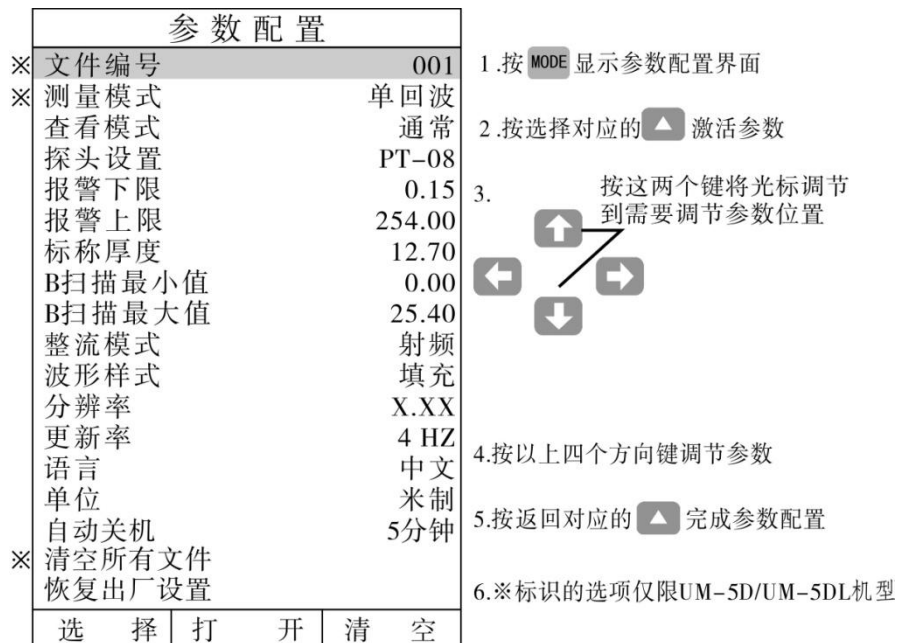 参数配置
※ 文件编号 001
※ 测量模式 单回波
查看模式 通常
探头设置 PT-08
报警下限 0.15
报警上限 254.00
标称厚度 12.70
B扫描最小值 0.00
B扫描最大值 25.40
整流模式 射频
波形样式 填充
分辨率 X.XX
更新率 4 HZ
语言 中文
单位 米制
自动关机 5分钟
※ 清空所有文件
恢复出厂设置
选择 打开 清空
1.按 MODE 显示参数配置界面
2.按选择对应的 激活参数
3. 按这两个键将光标调节
到需要调节参数位置
4.按以上四个方向键调节参数
5.按返回对应的 完成参数配置
6.※标识的选项仅限UM-5D/UM-5DL机型